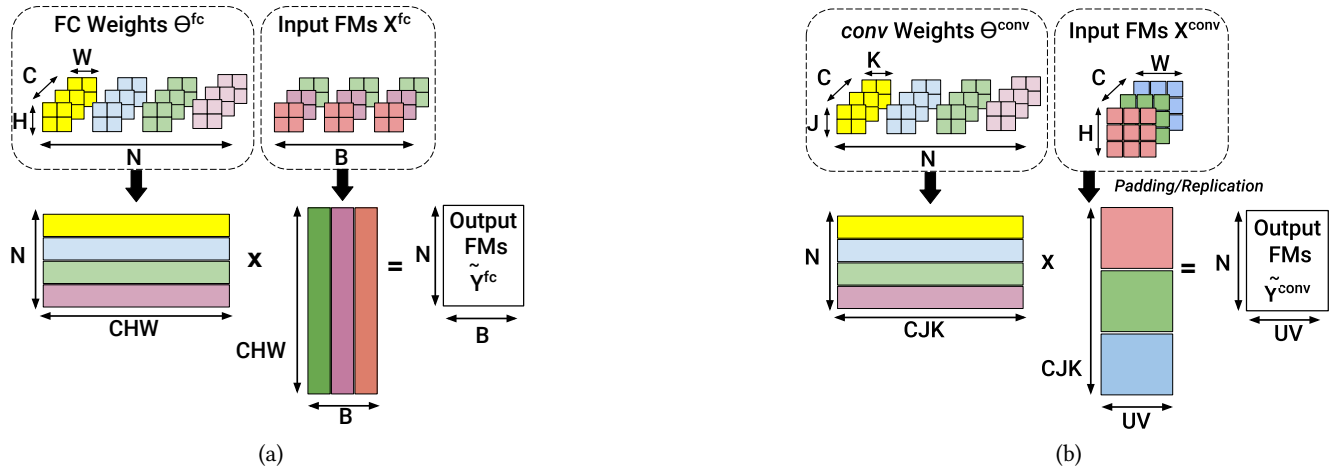 FC Weights Θ^fc
Input FMs X^fc
C
W
H
N
B
N
CHW
x
CHW
B
=
N
Output
FMs
Ỹ^fc
B
(a)
conv Weights Θ^conv
Input FMs X^conv
C
K
J
N
C
W
H
Padding/Replication
N
CJK
x
CJK
UV
=
N
Output
FMs
Ỹ^conv
UV
(b)